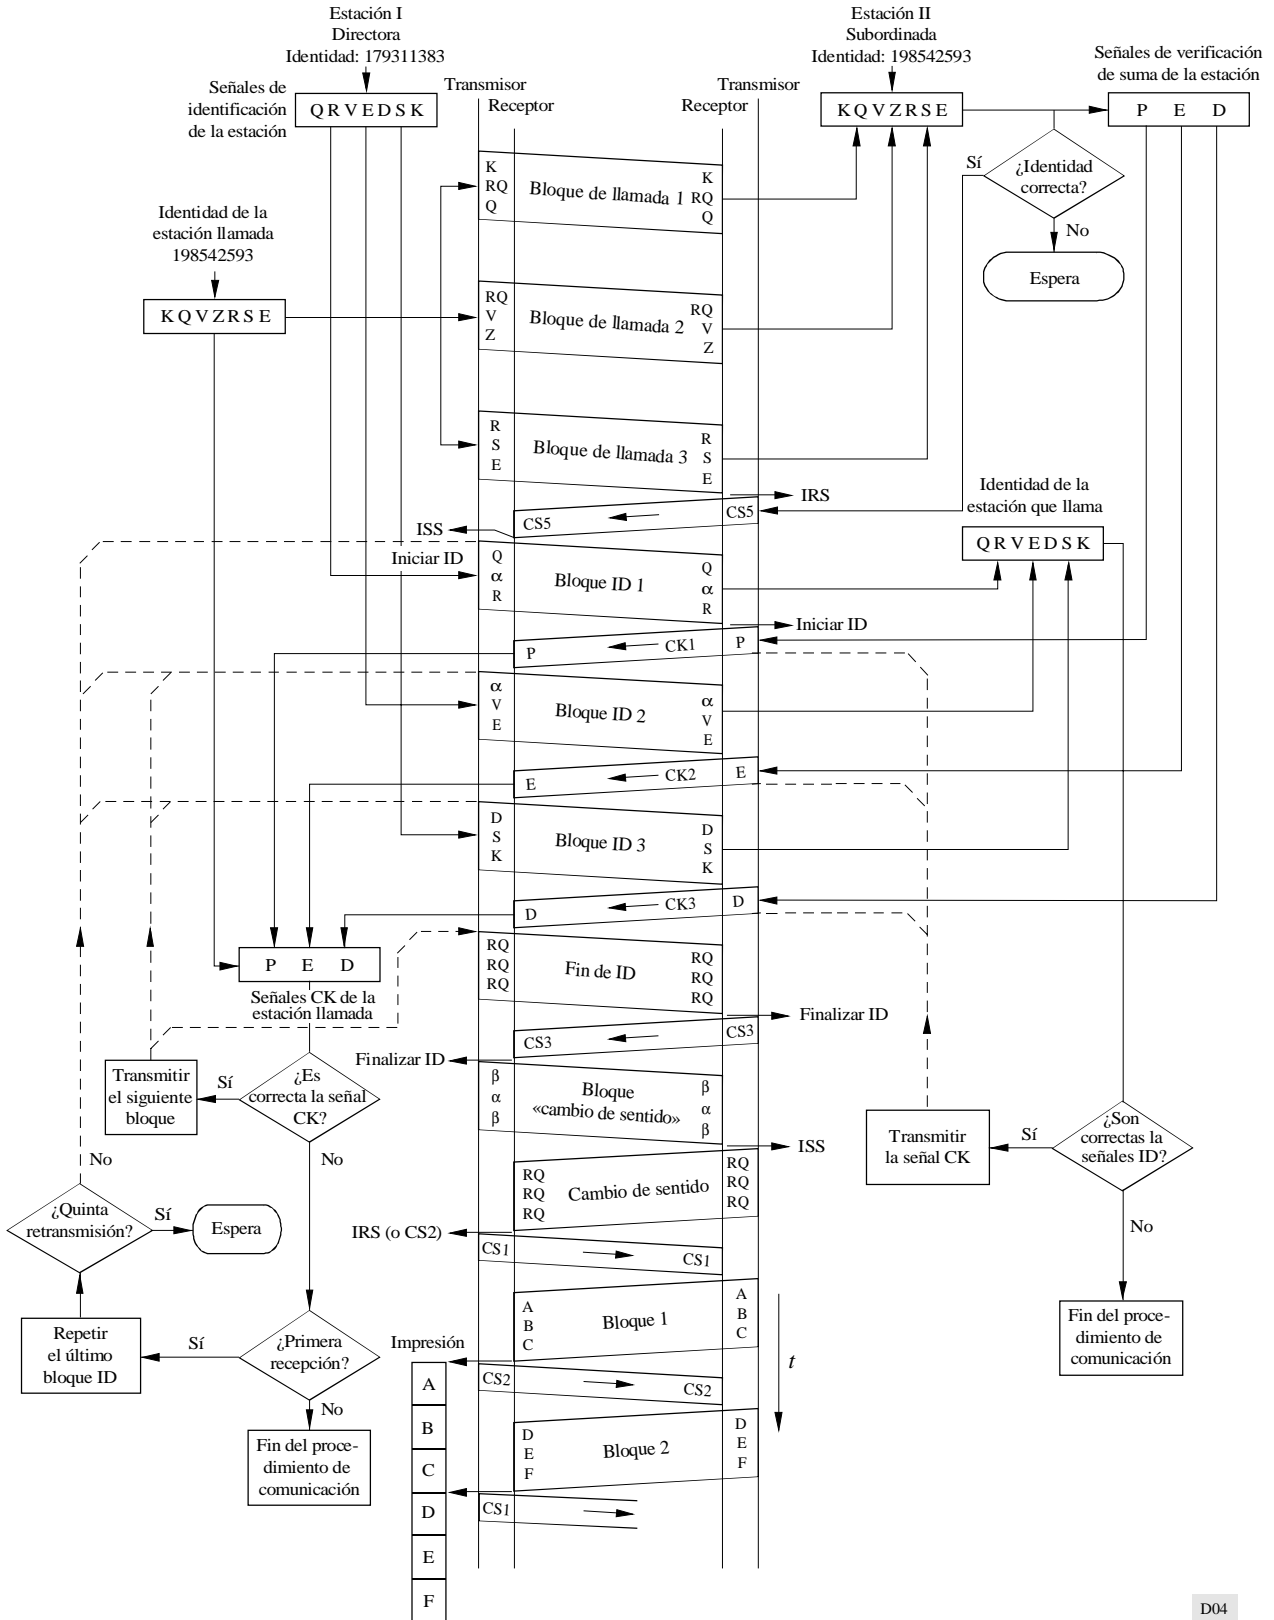 Estación I
Directora
Identidad: 179311383
Estación II
Subordinada
Identidad: 198542593
Señales de verificación
de suma de la estación
Señales de
identificación
de la estación
Q R V E D S K
Transmisor
Receptor
Transmisor
Receptor
K Q V Z R S E
P E D
K
RQ
Q
Bloque de llamada 1
K
RQ
Q
Sí
¿Identidad
correcta?
No
Espera
Identidad de la
estación llamada
198542593
K Q V Z R S E
RQ
V
Z
Bloque de llamada 2
RQ
V
Z
R
S
E
Bloque de llamada 3
R
S
E
IRS
ISS
CS5
CS5
Identidad de la
estación que llama
Q R V E D S K
Iniciar ID
Q
α
R
Bloque ID 1
Q
α
R
Iniciar ID
P
CK1
P
α
V
E
Bloque ID 2
α
V
E
E
CK2
E
D
S
K
Bloque ID 3
D
S
K
D
CK3
D
P E D
Señales CK de la
estación llamada
RQ
RQ
RQ
Fin de ID
RQ
RQ
RQ
Finalizar ID
CS3
CS3
Finalizar ID
Transmitir
el siguiente
bloque
Sí
¿Es
correcta la señal
CK?
No
β
α
β
Bloque
«cambio de sentido»
β
α
β
ISS
Transmitir
la señal CK
Sí
¿Son
correctas la
señales ID?
No
No
¿Quinta
retransmisión?
Sí
Espera
RQ
RQ
RQ
Cambio de sentido
RQ
RQ
RQ
IRS (o CS2)
CS1
CS1
Repetir
el último
bloque ID
Sí
¿Primera
recepción?
No
Fin del proce-
dimiento de
comunicación
Impresión
A
B
C
Bloque 1
A
B
C
t
Fin del proce-
dimiento de
comunicación
CS2
CS2
D
E
F
Bloque 2
D
E
F
CS1
A
B
C
D
E
F
D04